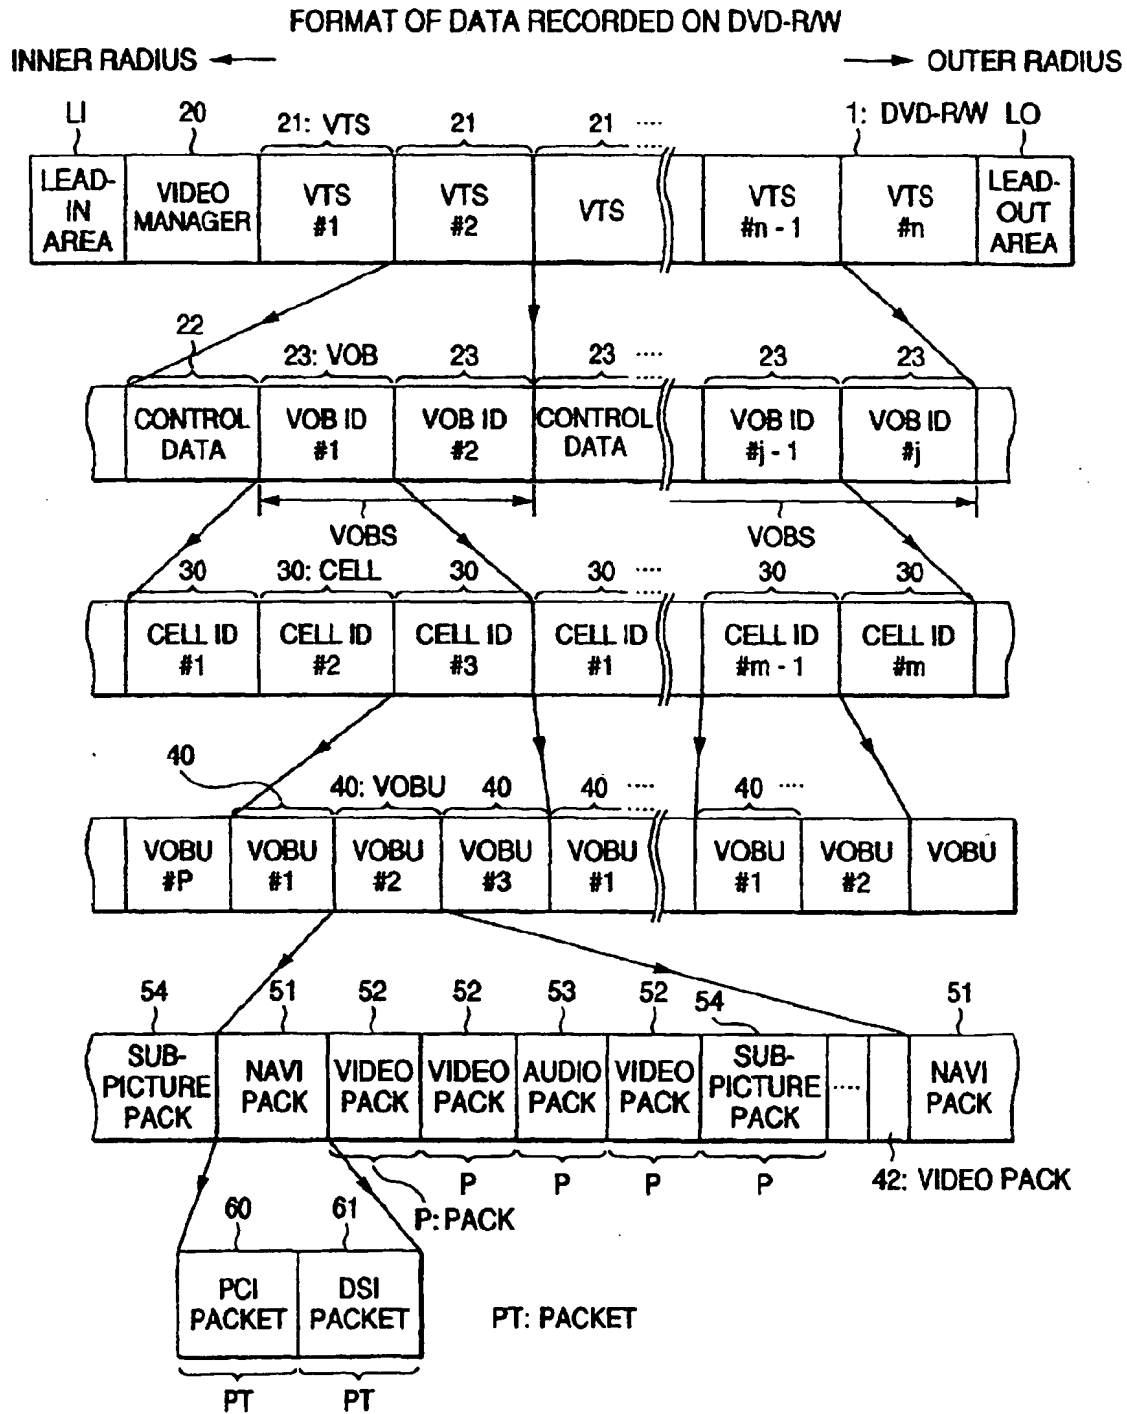 FORMAT OF DATA RECORDED ON DVD-R/W
INNER RADIUS
OUTER RADIUS
LI
20
21: VTS
21
21 ....
1: DVD-R/W
LO
LEAD-
IN
AREA
VIDEO
MANAGER
VTS
#1
VTS
#2
VTS
VTS
#n - 1
VTS
#n
LEAD-
OUT
AREA
22
23: VOB
23
23 ....
23
23
CONTROL
DATA
VOB ID
#1
VOB ID
#2
CONTROL
DATA
VOB ID
#j - 1
VOB ID
#j
VOBS
VOBS
30
30: CELL
30
30 ....
30
30
CELL ID
#1
CELL ID
#2
CELL ID
#3
CELL ID
#1
CELL ID
#m - 1
CELL ID
#m
40
40: VOBU
40
40 ....
40 ....
VOBU
#P
VOBU
#1
VOBU
#2
VOBU
#3
VOBU
#1
VOBU
#1
VOBU
#2
VOBU
54
51
52
52
53
52
54
51
SUB-
PICTURE
PACK
NAVI
PACK
VIDEO
PACK
VIDEO
PACK
AUDIO
PACK
VIDEO
PACK
SUB-
PICTURE
PACK
....
NAVI
PACK
P: PACK
P
P
P
P
42: VIDEO PACK
60
61
PCI
PACKET
DSI
PACKET
PT: PACKET
PT
PT